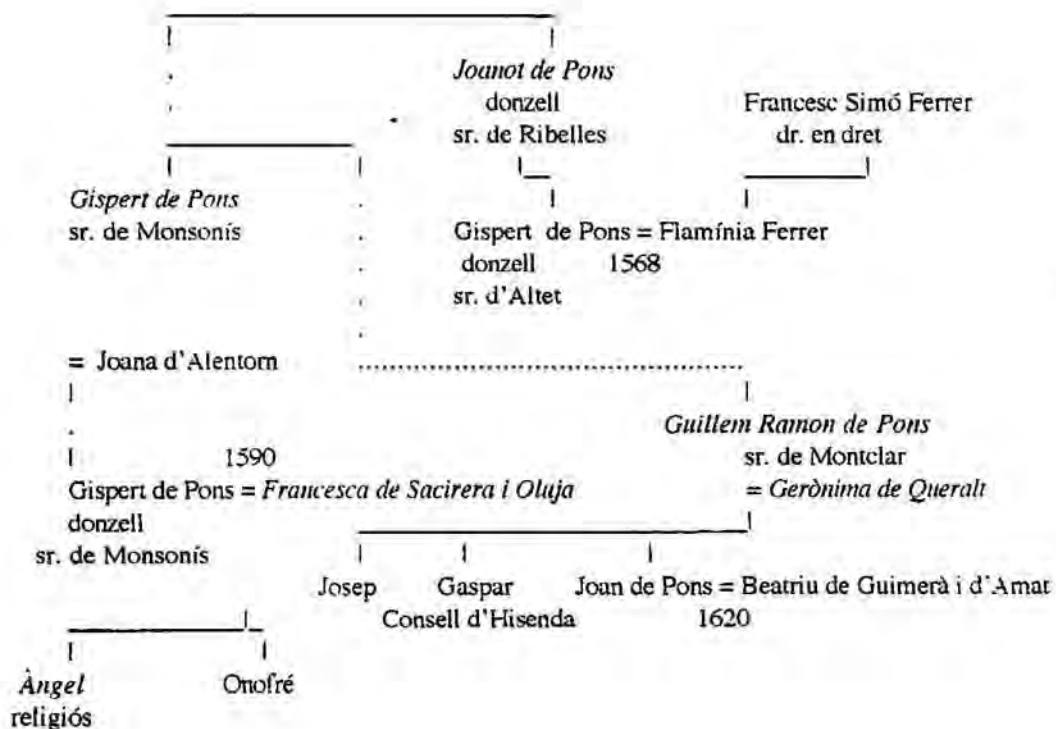 Joanot de Pons
donzell Francesc Simó Ferrer
sr. de Ribelles dr. en dret
Gispert de Pons
sr. de Monsonís Gispert de Pons = Flamínia Ferrer
donzell 1568
sr. d'Altet
= Joana d'Alentorn
Guillem Ramon de Pons
1590 sr. de Montclar
Gispert de Pons = Francesca de Sacirera i Oluja = Gerònima de Queralt
donzell
sr. de Monsonís
Josep Gaspar Joan de Pons = Beatriu de Guimerà i d'Amat
Consell d'Hisenda 1620
Àngel Onofré
religiós